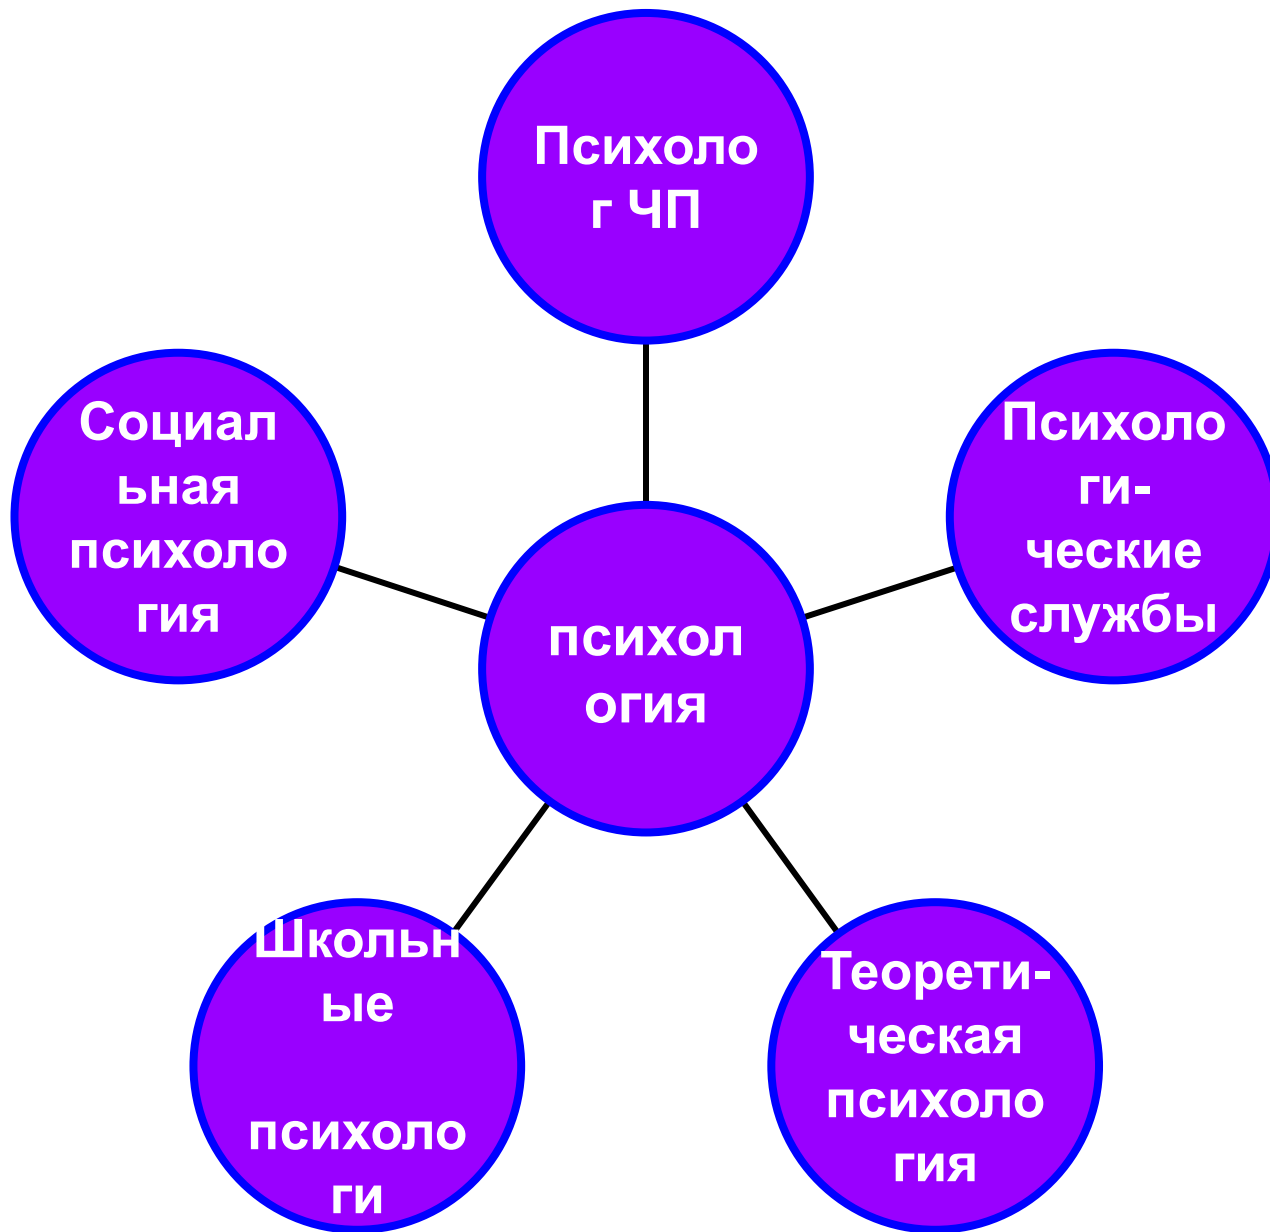 Психоло
г ЧП
Социал
ьная
психоло
гия
Психоло
ги-
ческие
службы
психол
огия
Школьн
ые
психоло
ги
Теорети-
ческая
психоло
гия